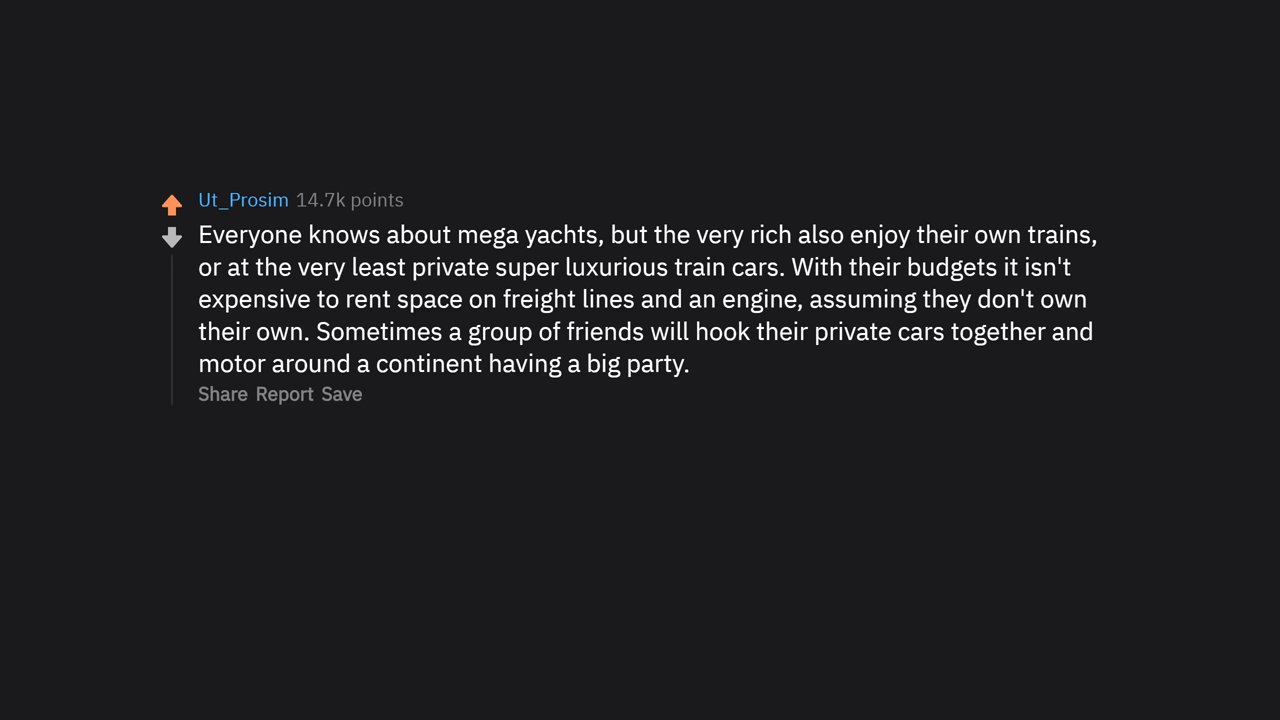 Ut_Prosim 14.7k points
Everyone knows about mega yachts, but the very rich also enjoy their own trains,
or at the very least private super luxurious train cars. With their budgets it isn't
expensive to rent space on freight lines and an engine, assuming they don't own
their own. Sometimes a group of friends will hook their private cars together and
motor around a continent having a big party.
Share Report Save